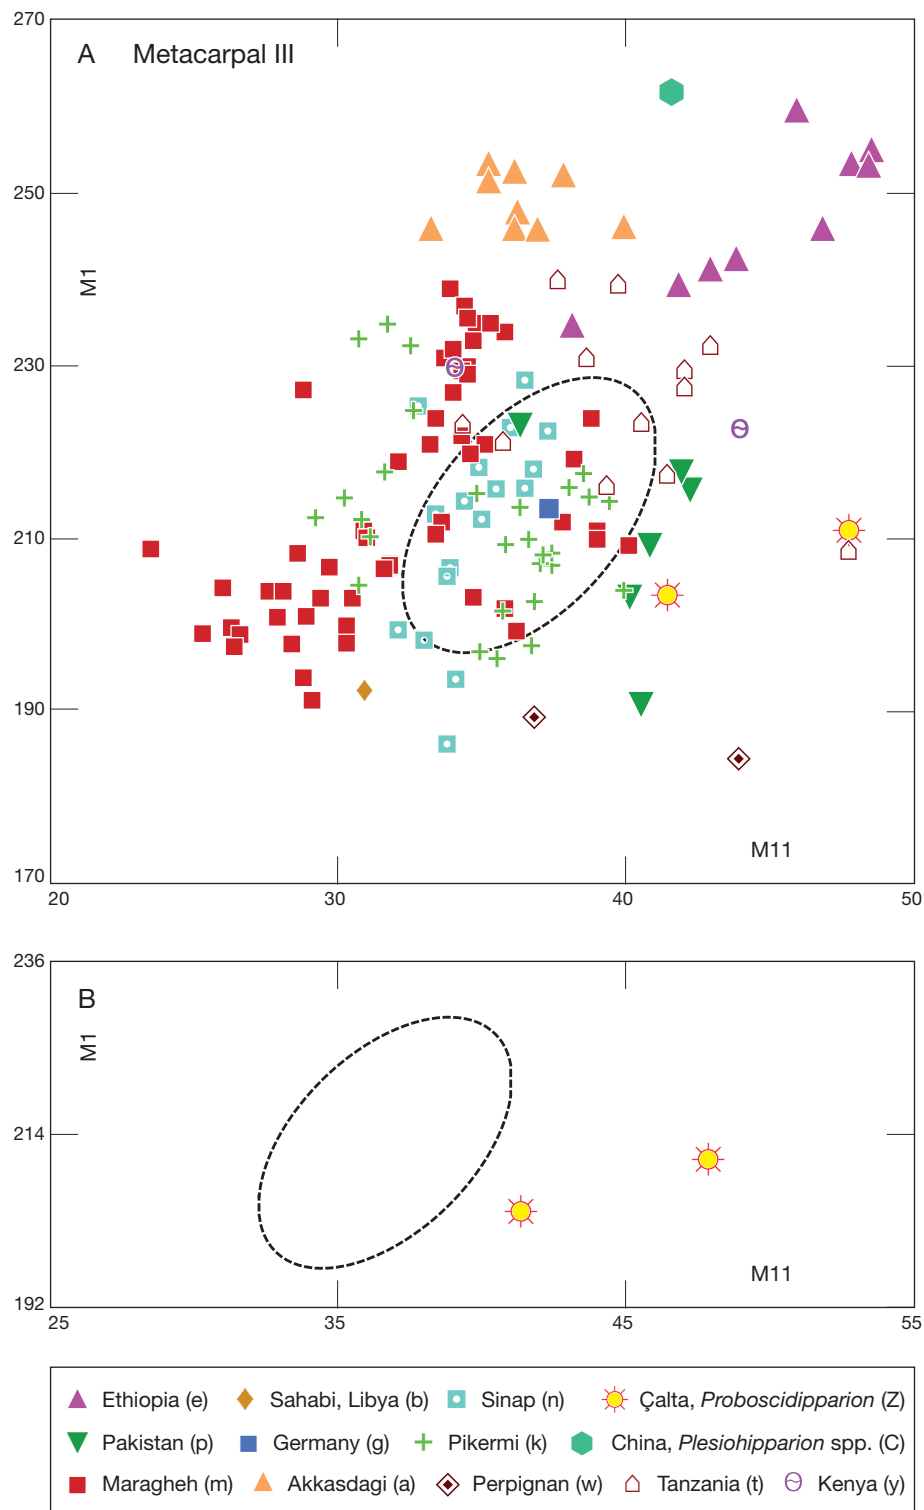 270
A Metacarpal III
250
M1
230
210
190
M11
170
20 30 40 50
236
B
M1
214
M11
192
25 35 45 55
Ethiopia (e) Sahabi, Libya (b) Sinap (n) Çalta, Proboscidipparion (Z)
Pakistan (p) Germany (g) Pikermi (k) China, Plesiohipparion spp. (C)
Maragheh (m) Akkasdagi (a) Perpignan (w) Tanzania (t) Kenya (y)